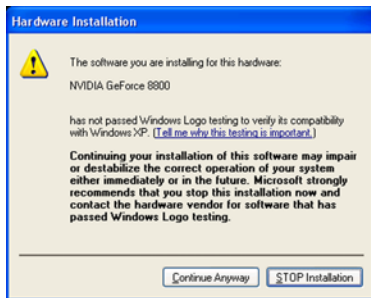 Hardware Installation
The software you are installing for this hardware:
NVIDIA GeForce 8800
has not passed Windows Logo testing to verify its compatibility
with Windows XP. (Tell me why this testing is important.)
Continuing your installation of this software may impair
or destabilize the correct operation of your system
either immediately or in the future. Microsoft strongly
recommends that you stop this installation now and
contact the hardware vendor for software that has
passed Windows Logo testing.
Continue Anyway
STOP Installation